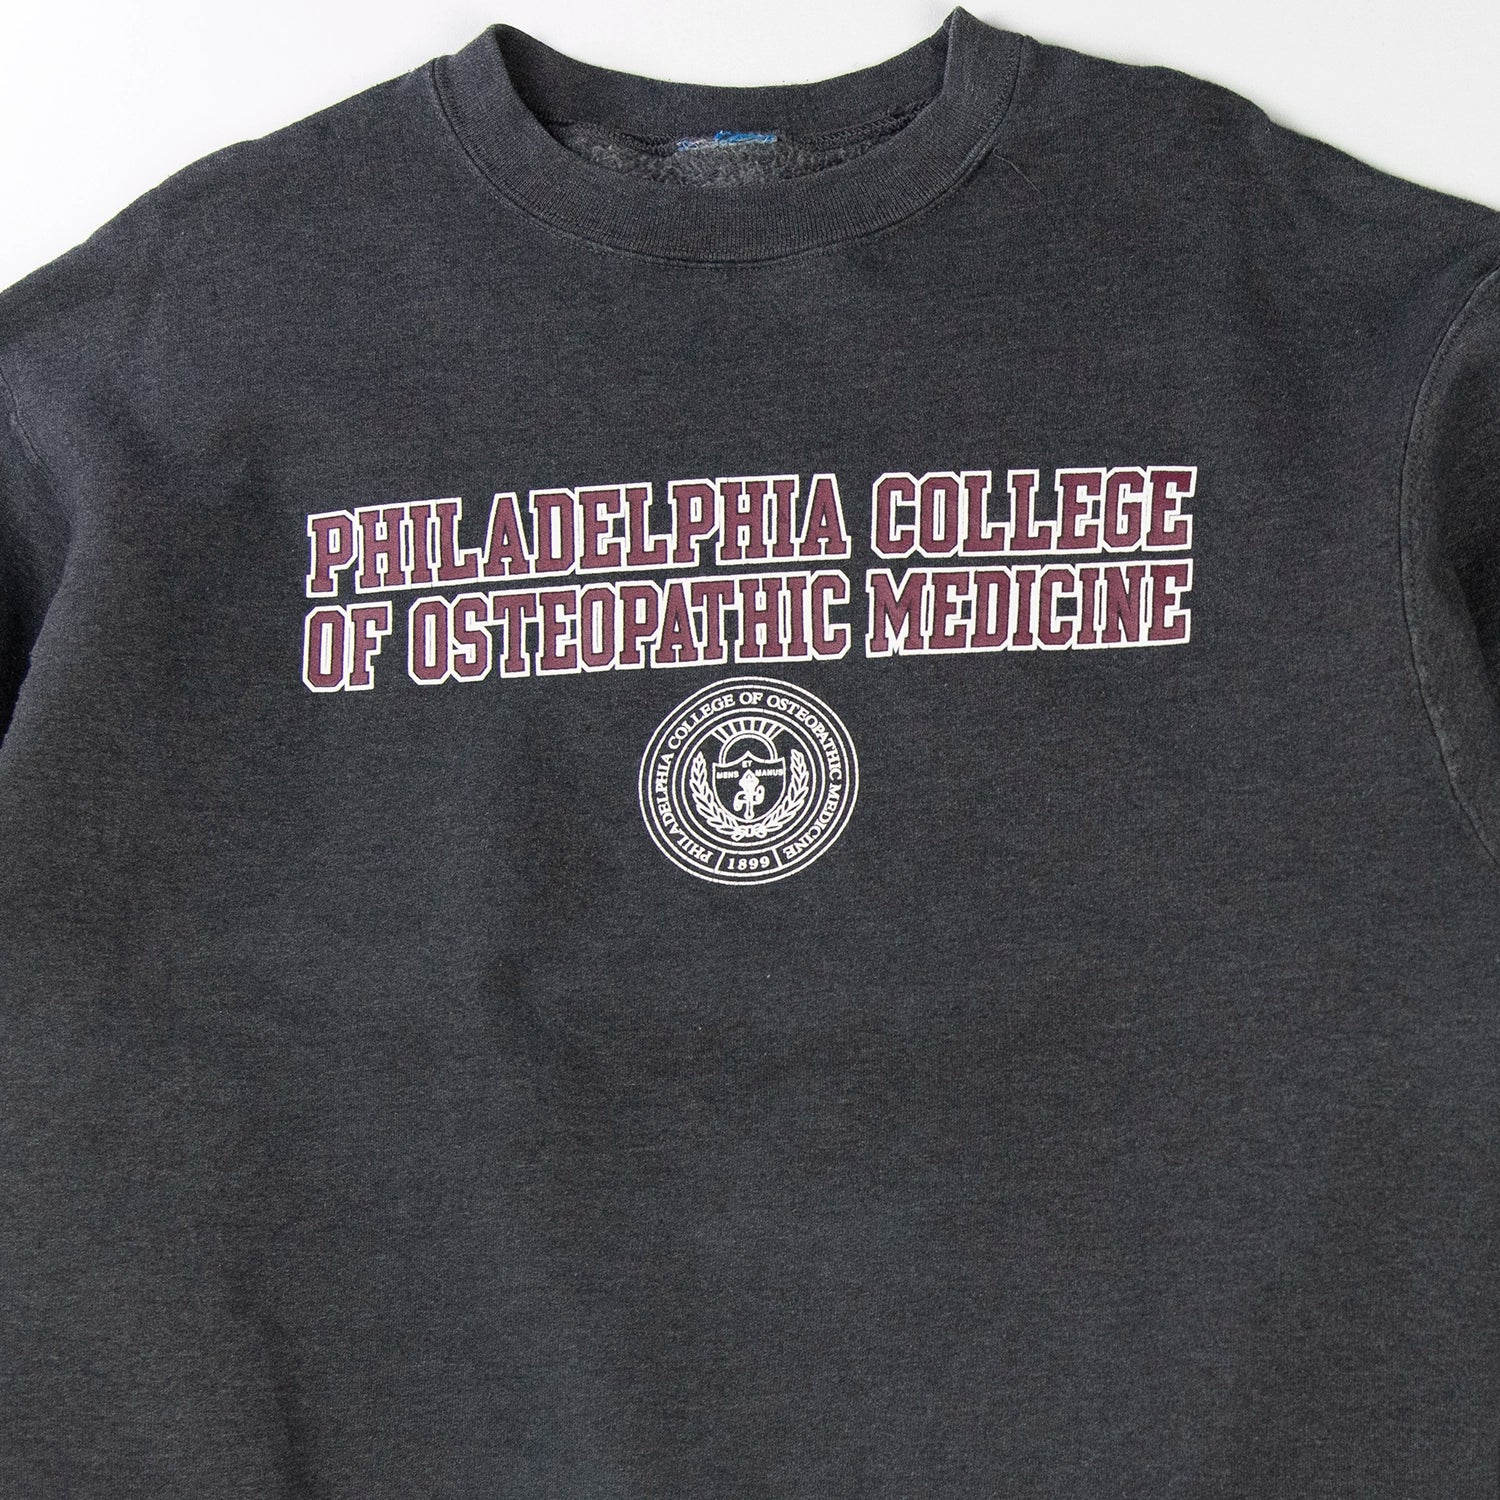 PHILADELPHIA COLLEGE
OF OSTEOPATHIC MEDICINE
PHILADELPHIA COLLEGE OF OSTEOPATHIC MEDICINE
MENS ET MANUS
1899